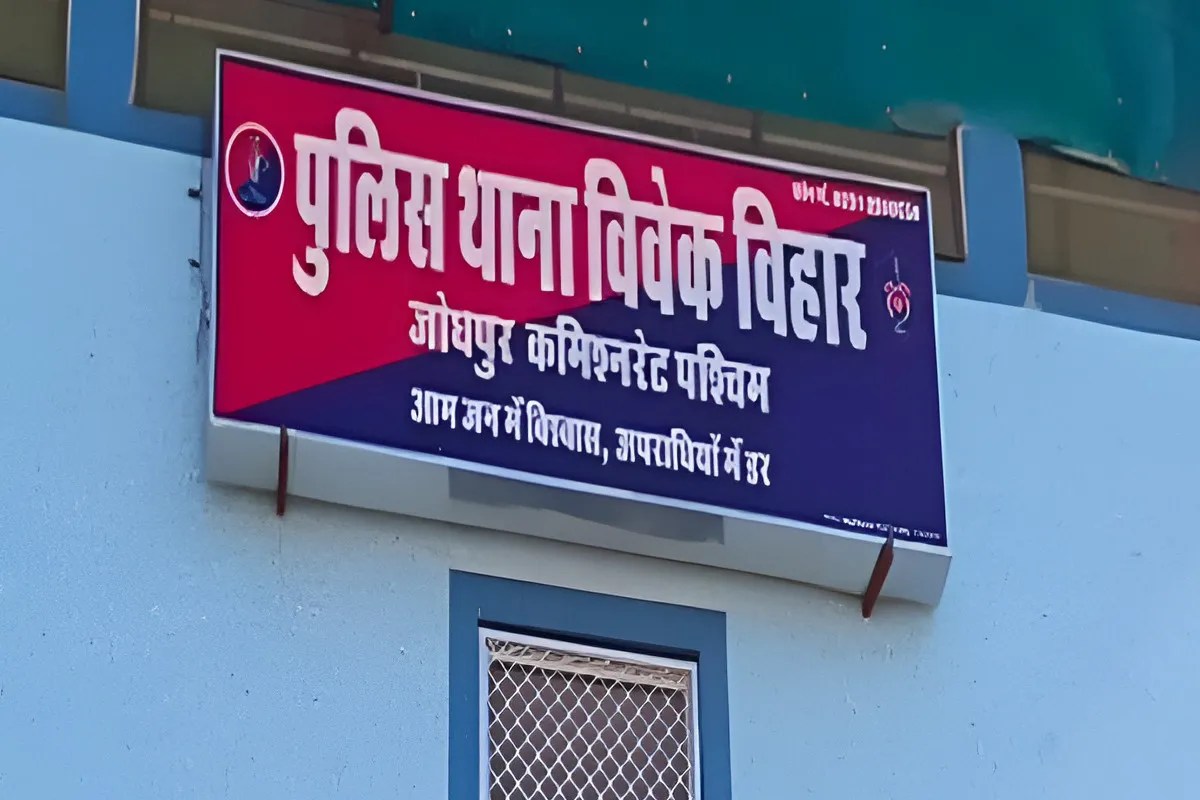 पुलिस थाना विवेक विहार
जोधपुर कमिश्नरेट पश्चिम
आम जन में विश्वास, अपराधियों में डर